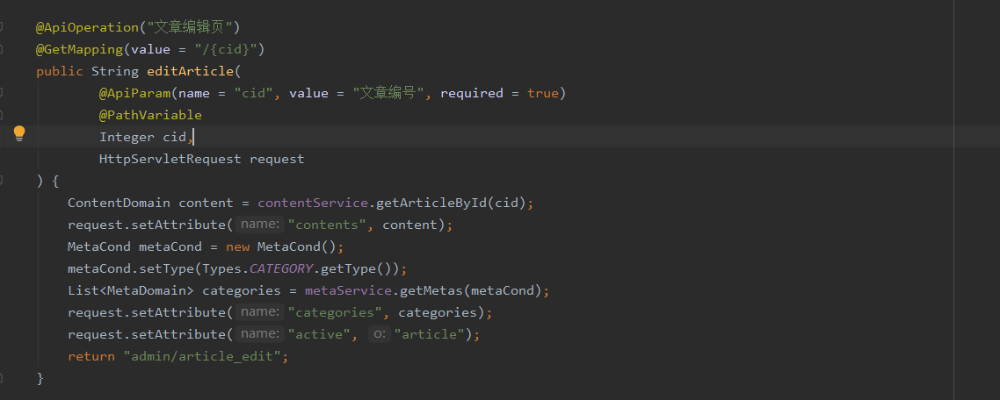 @ApiOperation("文章编辑页")
@GetMapping(value = "/{cid}")
public String editArticle(
@ApiParam(name = "cid", value = "文章编号", required = true)
@PathVariable
Integer cid,
HttpServletRequest request
) {
ContentDomain content = contentService.getArticleById(cid);
request.setAttribute( name: "contents", content);
MetaCond metaCond = new MetaCond();
metaCond.setType(Types.CATEGORY.getType());
List<MetaDomain> categories = metaService.getMetas(metaCond);
request.setAttribute( name: "categories", categories);
request.setAttribute( name: "active", o: "article");
return "admin/article_edit";
}